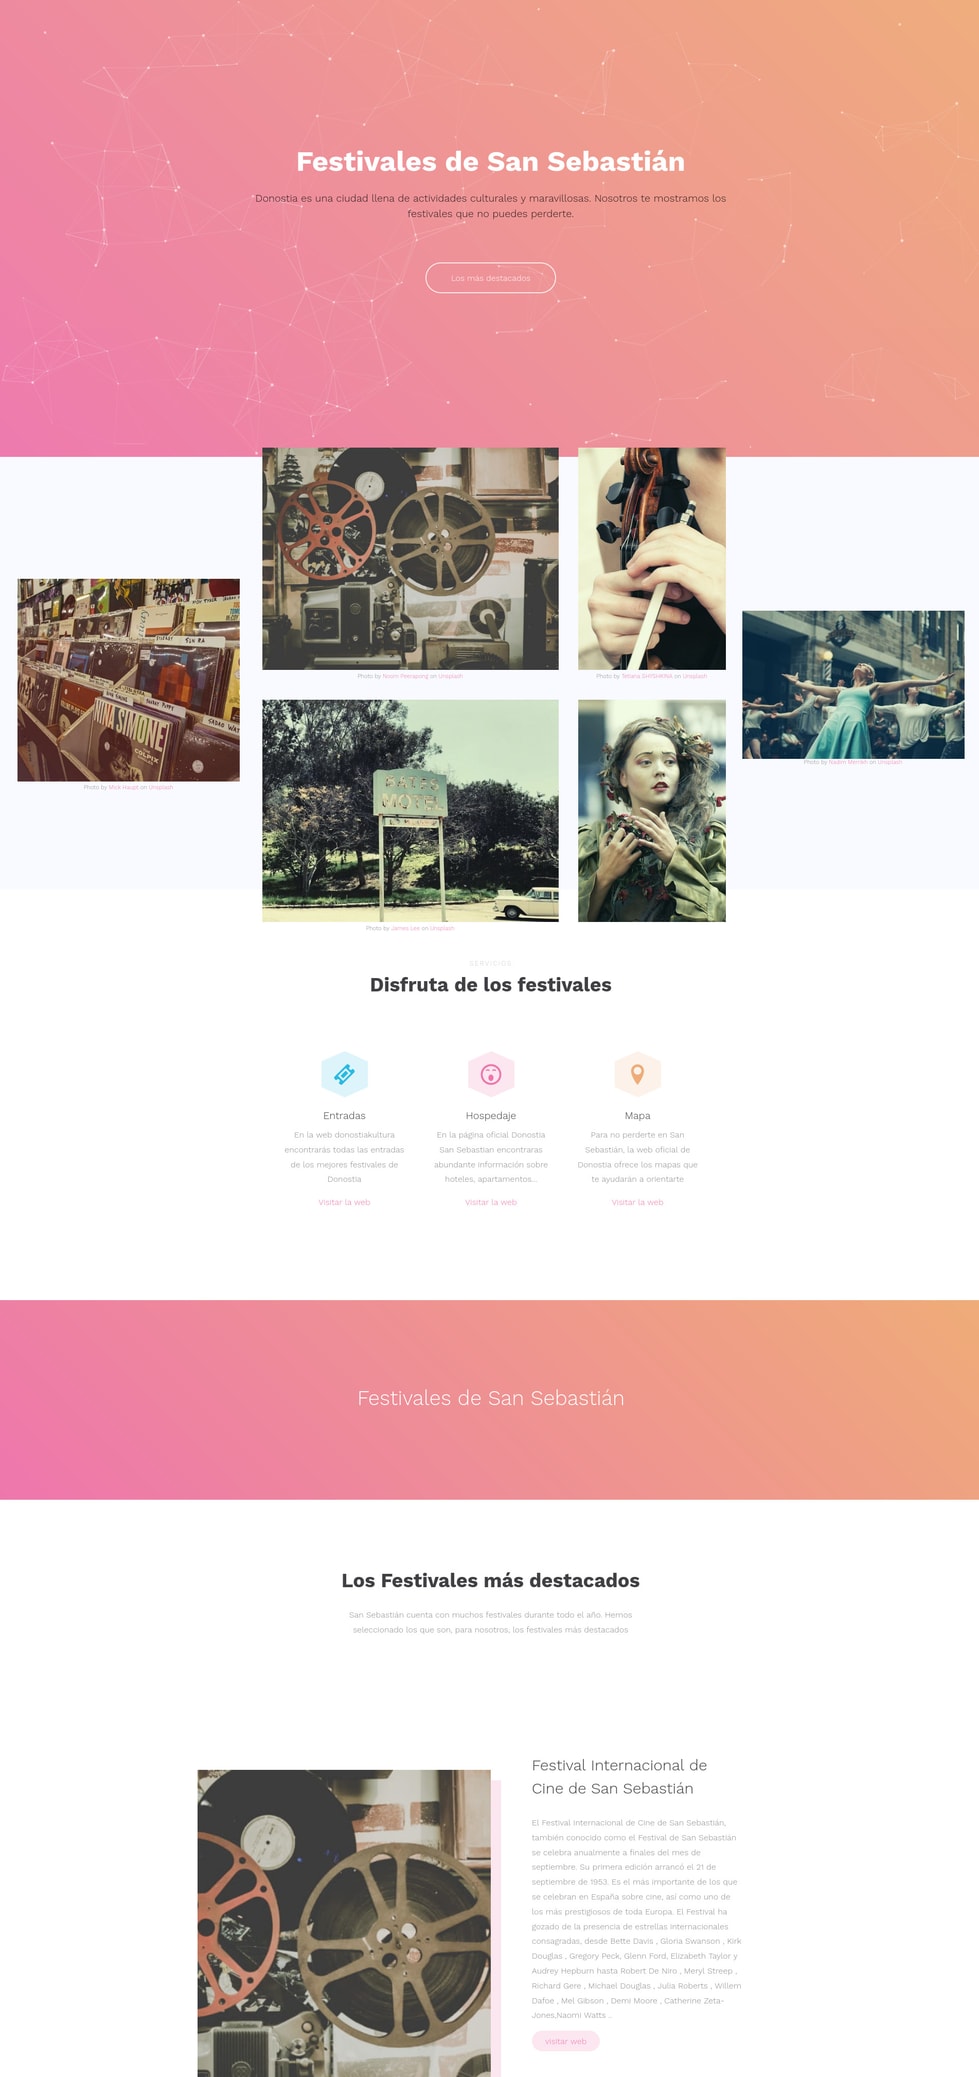 Festivales de San Sebastián
Donostia es una ciudad llena de actividades culturales y maravillosas. Nosotros te mostramos los
festivales que no puedes perderte.
Los más destacados
NINA SIMONE
COLPIX
SUN RA
Photo by Mick Haupt on Unsplash
Photo by Noom Peerapong on Unsplash
Photo by Tetiana SHYSHKINA on Unsplash
BATES
MOTEL
Photo by James Lee on Unsplash
Photo by Nadim Merrikh on Unsplash
SERVICIOS
Disfruta de los festivales
Entradas
En la web donostiakultura
encontrarás todas las entradas
de los mejores festivales de
Donostia
Visitar la web
Hospedaje
En la página oficial Donostia
San Sebastian encontraras
abundante información sobre
hoteles, apartamentos...
Visitar la web
Mapa
Para no perderte en San
Sebastián, la web oficial de
Donostia ofrece los mapas que
te ayudarán a orientarte
Visitar la web
Festivales de San Sebastián
Los Festivales más destacados
San Sebastián cuenta con muchos festivales durante todo el año. Hemos
seleccionado los que son, para nosotros, los festivales más destacados
Festival Internacional de
Cine de San Sebastián
El Festival Internacional de Cine de San Sebastián,
también conocido como el Festival de San Sebastián
se celebra anualmente a finales del mes de
septiembre. Su primera edición arrancó el 21 de
septiembre de 1953. Es el más importante de los que
se celebran en España sobre cine, así como uno de
los más prestigiosos de toda Europa. El Festival ha
gozado de la presencia de estrellas internacionales
consagradas, desde Bette Davis , Gloria Swanson , Kirk
Douglas , Gregory Peck, Glenn Ford, Elizabeth Taylor y
Audrey Hepburn hasta Robert De Niro , Meryl Streep ,
Richard Gere , Michael Douglas , Julia Roberts , Willem
Dafoe , Mel Gibson , Demi Moore , Catherine Zeta-
Jones,Naomi Watts ..
visitar web